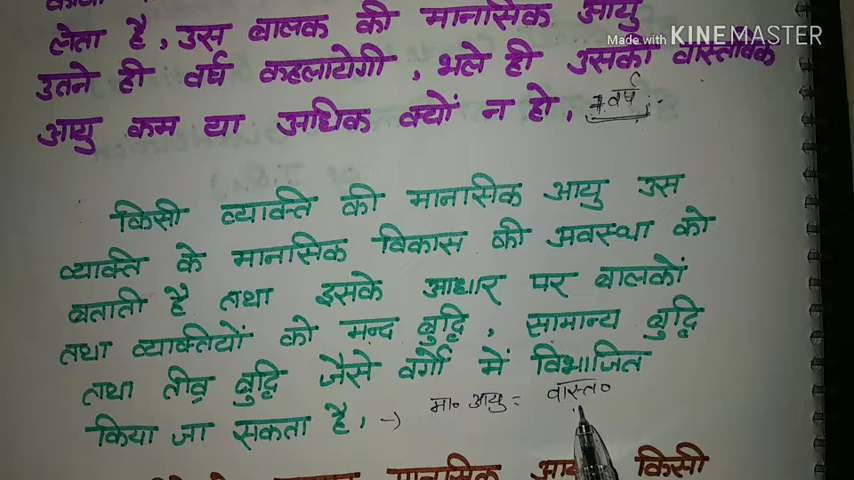 लेता है, उस बालक की मानसिक आयु
Made with KINEMASTER
उतने ही वर्ष कहलायेगी, भले ही उसकी वास्तविक
आयु कम या अधिक क्यों न हो.
किसी व्यक्ति की मानसिक आयु उस
व्यक्ति के मानसिक विकास की अवस्था को
बताती है तथा इसके आधार पर बालकों
तथा व्यक्तियों को मन्द बुद्धि, सामान्य बुद्धि
तथा तीव्र बुद्धि जैसे वर्गों में विभाजित
किया जा सकता है. → मा० आयु = वास्त०
मानसिक किसी